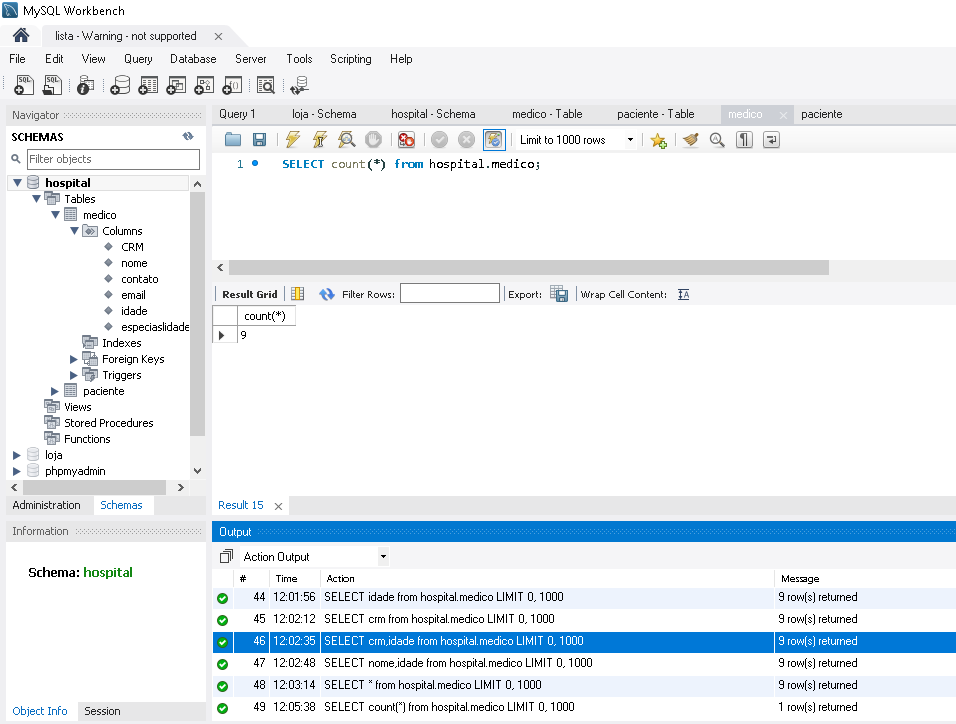 MySQL Workbench
lista - Warning - not supported
File Edit View Query Database Server Tools Scripting Help
Navigator
SCHEMAS
Filter objects
hospital
Tables
medico
Columns
CRM
nome
contato
email
idade
especiaslidade
Indexes
Foreign Keys
Triggers
paciente
Views
Stored Procedures
Functions
loja
phpmyadmin
Administration Schemas
Information
Schema: hospital
Object Info Session
Query 1 loja - Schema hospital - Schema medico - Table paciente - Table medico paciente
Limit to 1000 rows
1 SELECT count(*) from hospital.medico;
Result Grid Filter Rows: Export: Wrap Cell Content:
count(*)
9
Result 15
Output
Action Output
# Time Action Message
44 12:01:56 SELECT idade from hospital.medico LIMIT 0, 1000 9 row(s) returned
45 12:02:12 SELECT crm from hospital.medico LIMIT 0, 1000 9 row(s) returned
46 12:02:35 SELECT crm,idade from hospital.medico LIMIT 0, 1000 9 row(s) returned
47 12:02:48 SELECT nome,idade from hospital.medico LIMIT 0, 1000 9 row(s) returned
48 12:03:14 SELECT * from hospital.medico LIMIT 0, 1000 9 row(s) returned
49 12:05:38 SELECT count(*) from hospital.medico LIMIT 0, 1000 1 row(s) returned